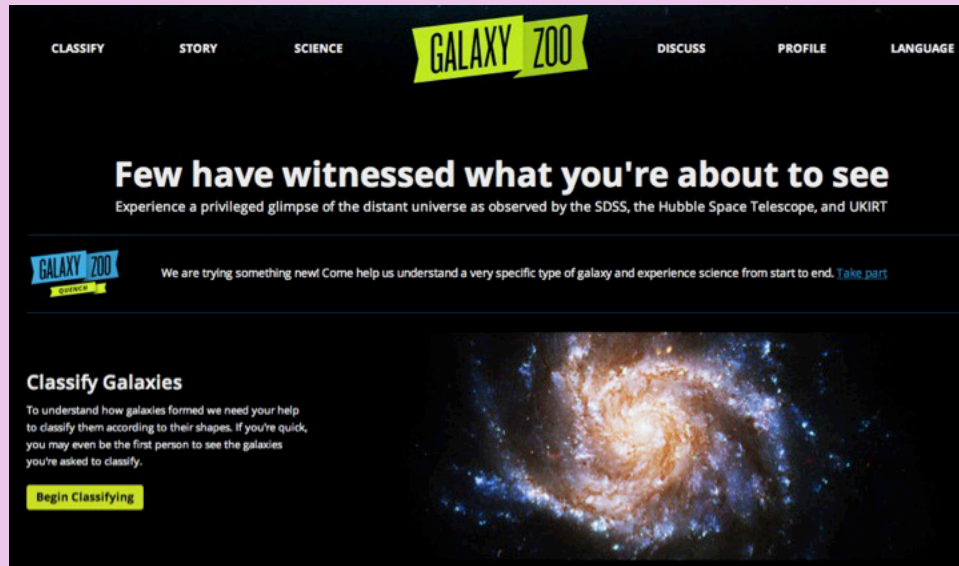 CLASSIFY STORY SCIENCE GALAXY ZOO DISCUSS PROFILE LANGUAGE
Few have witnessed what you're about to see
Experience a privileged glimpse of the distant universe as observed by the SDSS, the Hubble Space Telescope, and UKIRT
GALAXY ZOO
QUENCH
We are trying something new! Come help us understand a very specific type of galaxy and experience science from start to end. Take part
Classify Galaxies
To understand how galaxies formed we need your help
to classify them according to their shapes. If you're quick,
you may even be the first person to see the galaxies
you're asked to classify.
Begin Classifying